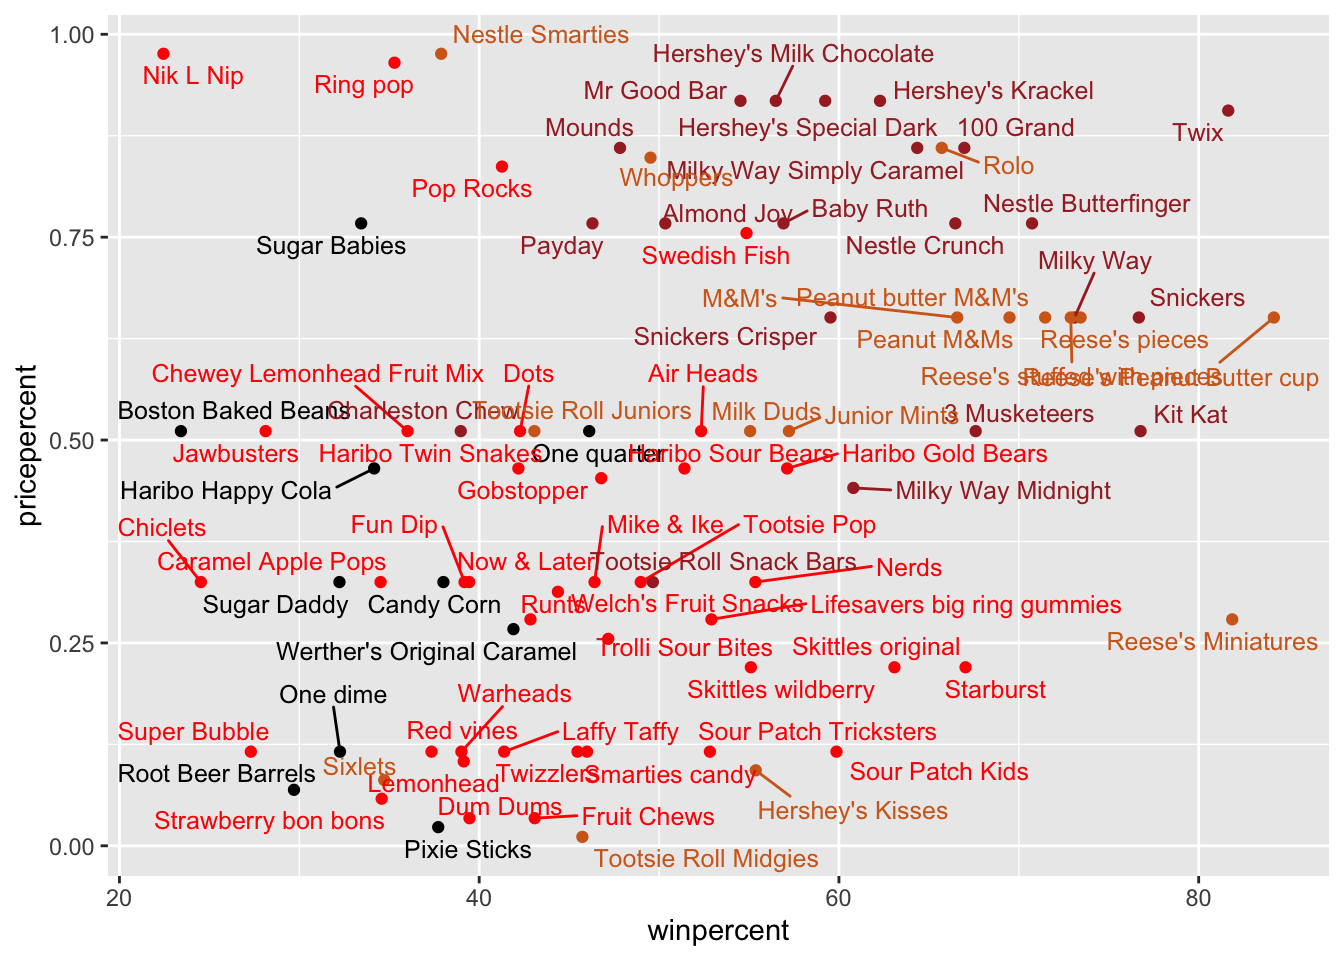 1.00
Nestle Smarties
Nik L Nip
Ring pop
Hershey's Milk Chocolate
Mr Good Bar
Hershey's Krackel
Mounds
Hershey's Special Dark
100 Grand
Twix
Whoppers
Milky Way Simply Caramel
Rolo
Pop Rocks
Almond Joy
Baby Ruth
Nestle Butterfinger
0.75
Sugar Babies
Payday
Swedish Fish
Nestle Crunch
Milky Way
M&M's
Peanut butter M&M's
Snickers
Snickers Crisper
Peanut M&Ms
Reese's pieces
Chewey Lemonhead Fruit Mix
Dots
Air Heads
Reese's stuffed with pieces
Reese's Peanut Butter cup
Boston Baked Beans
Charleston Chew
Tootsie Roll Juniors
Milk Duds
Junior Mints
3 Musketeers
Kit Kat
0.50
Jawbusters
Haribo Twin Snakes
One quarter
Haribo Sour Bears
Haribo Gold Bears
Haribo Happy Cola
Gobstopper
Milky Way Midnight
Chiclets
Fun Dip
Mike & Ike
Tootsie Pop
Caramel Apple Pops
Now & Later
Tootsie Roll Snack Bars
Nerds
Sugar Daddy
Candy Corn
Runts
Welch's Fruit Snacks
Lifesavers big ring gummies
0.25
Werther's Original Caramel
Trolli Sour Bites
Skittles original
Reese's Miniatures
One dime
Warheads
Skittles wildberry
Starburst
Super Bubble
Red vines
Laffy Taffy
Sour Patch Tricksters
Root Beer Barrels
Sixlets
Lemonhead
Twizzlers
Smarties candy
Sour Patch Kids
Strawberry bon bons
Dum Dums
Fruit Chews
Hershey's Kisses
0.00
Pixie Sticks
Tootsie Roll Midgies
20
40
60
80
winpercent
pricepercent